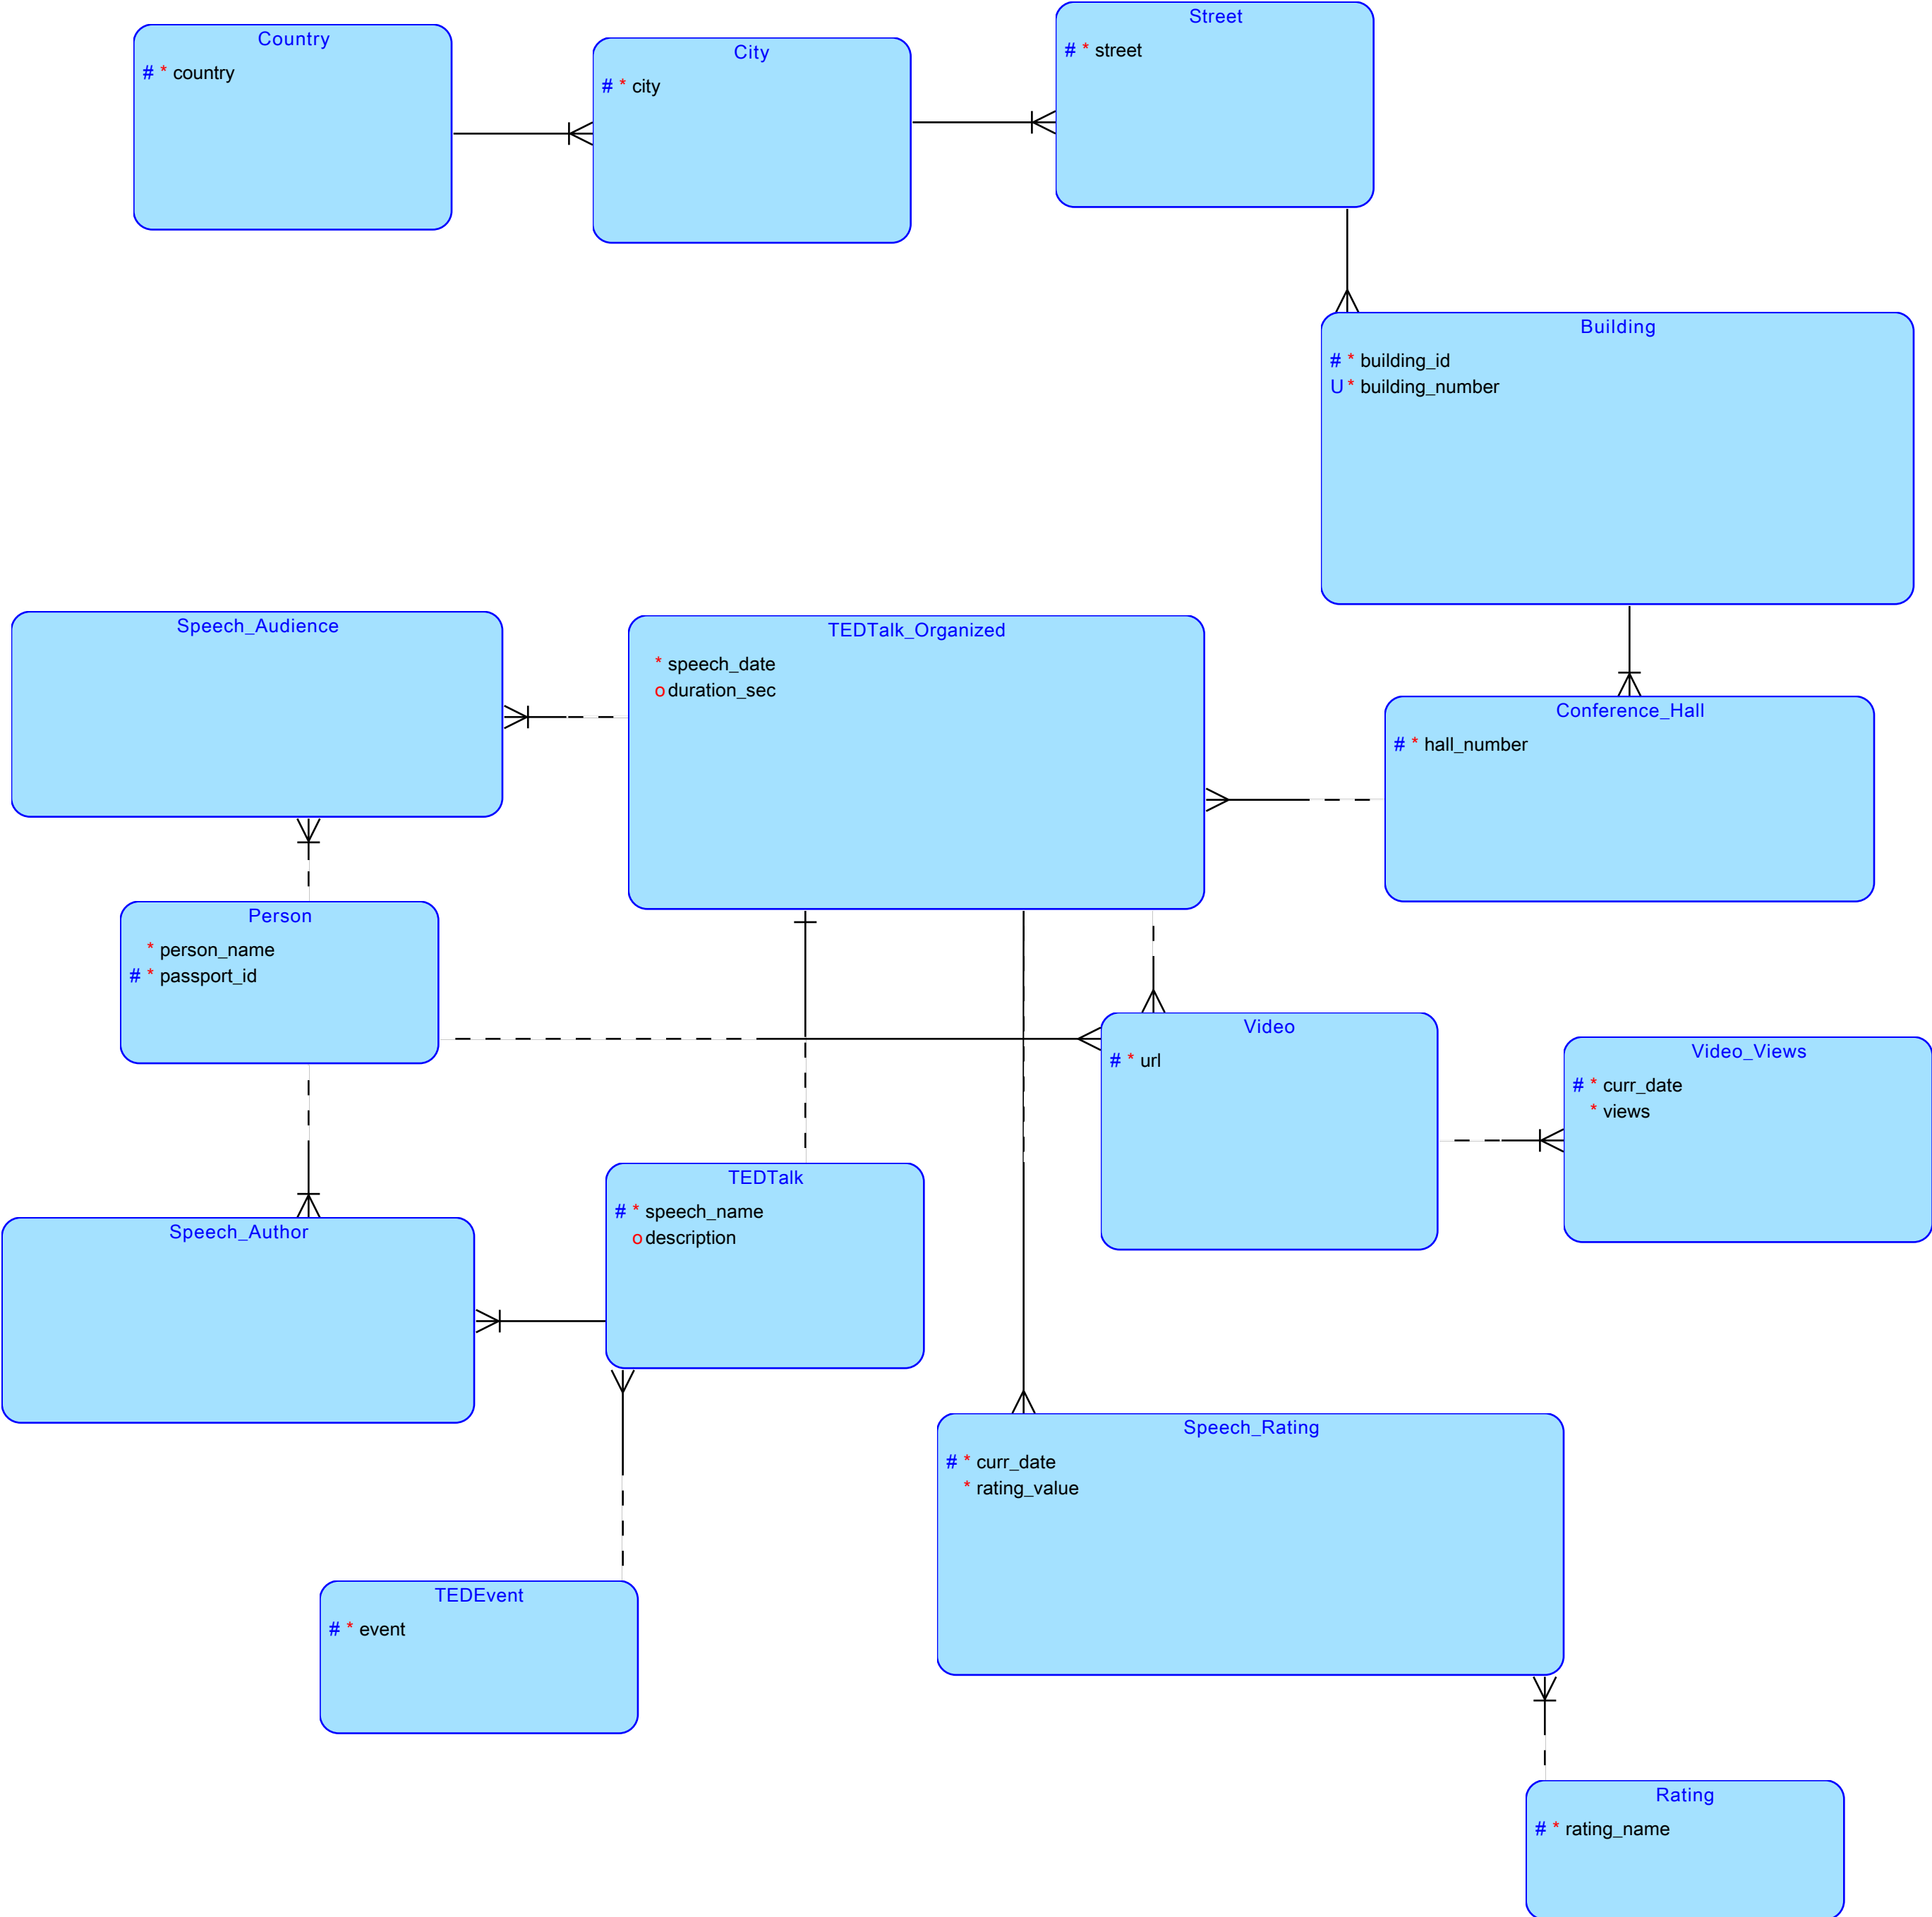 Country
# * country
City
# * city
Street
# * street
Building
# * building_id
U * building_number
Speech_Audience
TEDTalk_Organized
* speech_date
o duration_sec
Conference_Hall
# * hall_number
Person
* person_name
# * passport_id
Video
# * url
Video_Views
# * curr_date
* views
TEDTalk
# * speech_name
o description
Speech_Author
Speech_Rating
# * curr_date
* rating_value
TEDEvent
# * event
Rating
# * rating_name